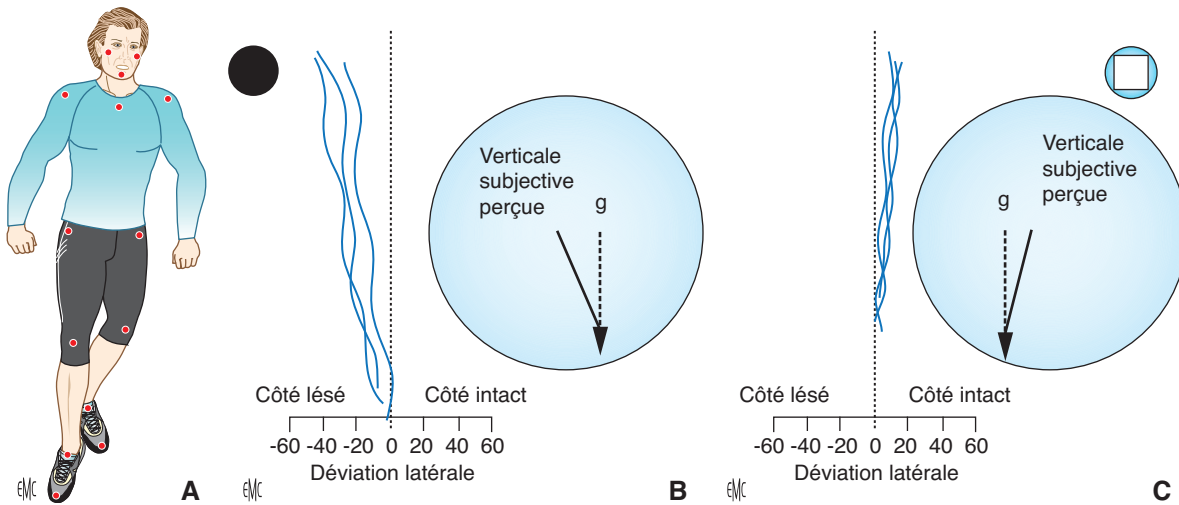 EMC
A
Verticale
subjective
perçue
g
Côté lésé
Côté intact
-60 -40 -20 0 20 40 60
Déviation latérale
EMC
B
Verticale
subjective
perçue
g
Côté lésé
Côté intact
-60 -40 -20 0 20 40 60
Déviation latérale
EMC
C